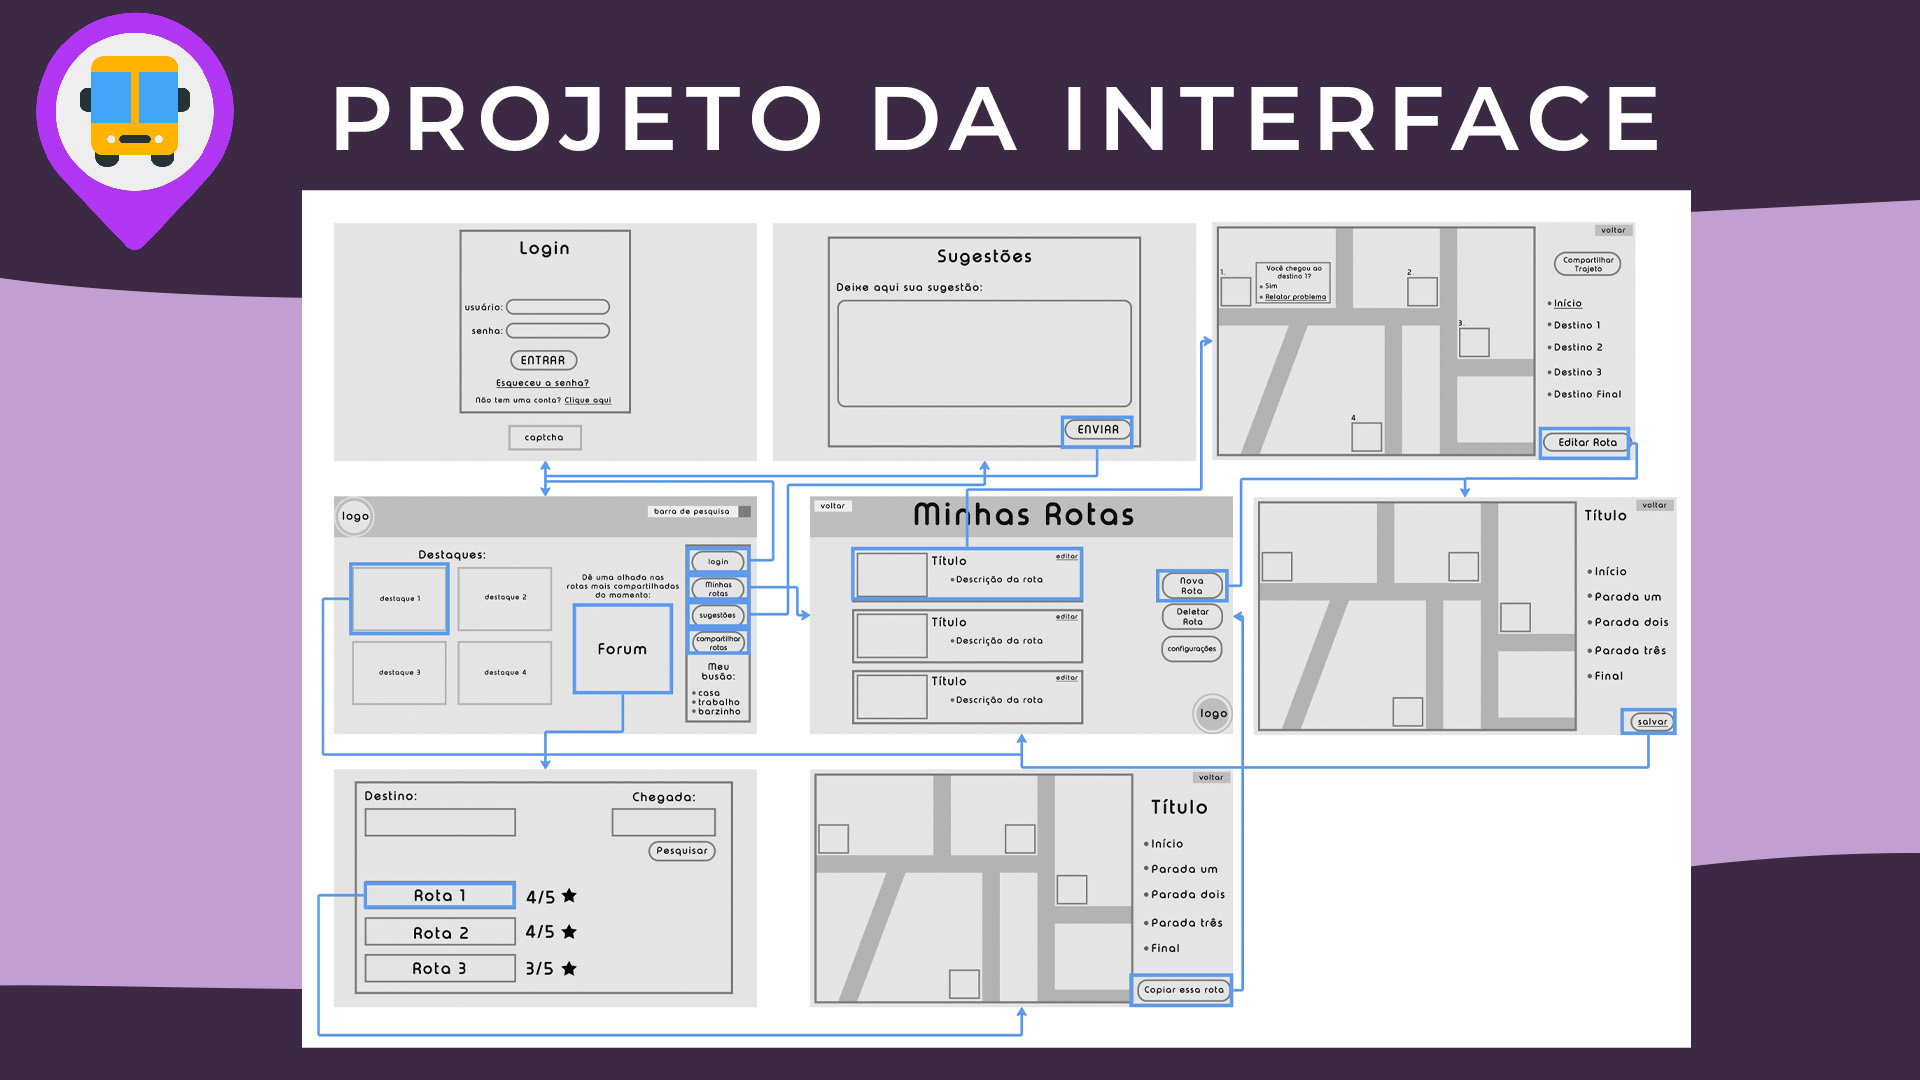 PROJETO DA INTERFACE
Login
usuário:
senha:
ENTRAR
Esqueceu a senha?
Não tem uma conta? Clique aqui
captcha
Sugestões
Deixe aqui sua sugestão:
ENVIAR
voltar
Compartilhar
Trajeto
1.
Você chegou ao
destino 1?
Sim
Relatar problema
2.
3.
4.
Início
Destino 1
Destino 2
Destino 3
Destino Final
Editar Rota
logo
barra de pesquisa
Destaques:
destaque 1
destaque 2
destaque 3
destaque 4
Dê uma olhada nas
rotas mais compartilhadas
do momento:
Forum
login
Minhas
rotas
sugestões
compartilhar
rotas
Meu
busão:
casa
trabalho
barzinho
voltar
Minhas Rotas
Título
editar
Descrição da rota
Título
editar
Descrição da rota
Título
editar
Descrição da rota
Nova
Rota
Deletar
Rota
configurações
logo
voltar
Título
Início
Parada um
Parada dois
Parada três
Final
salvar
Destino:
Chegada:
Pesquisar
Rota 1 4/5
Rota 2 4/5
Rota 3 3/5
voltar
Título
Início
Parada um
Parada dois
Parada três
Final
Copiar essa rota